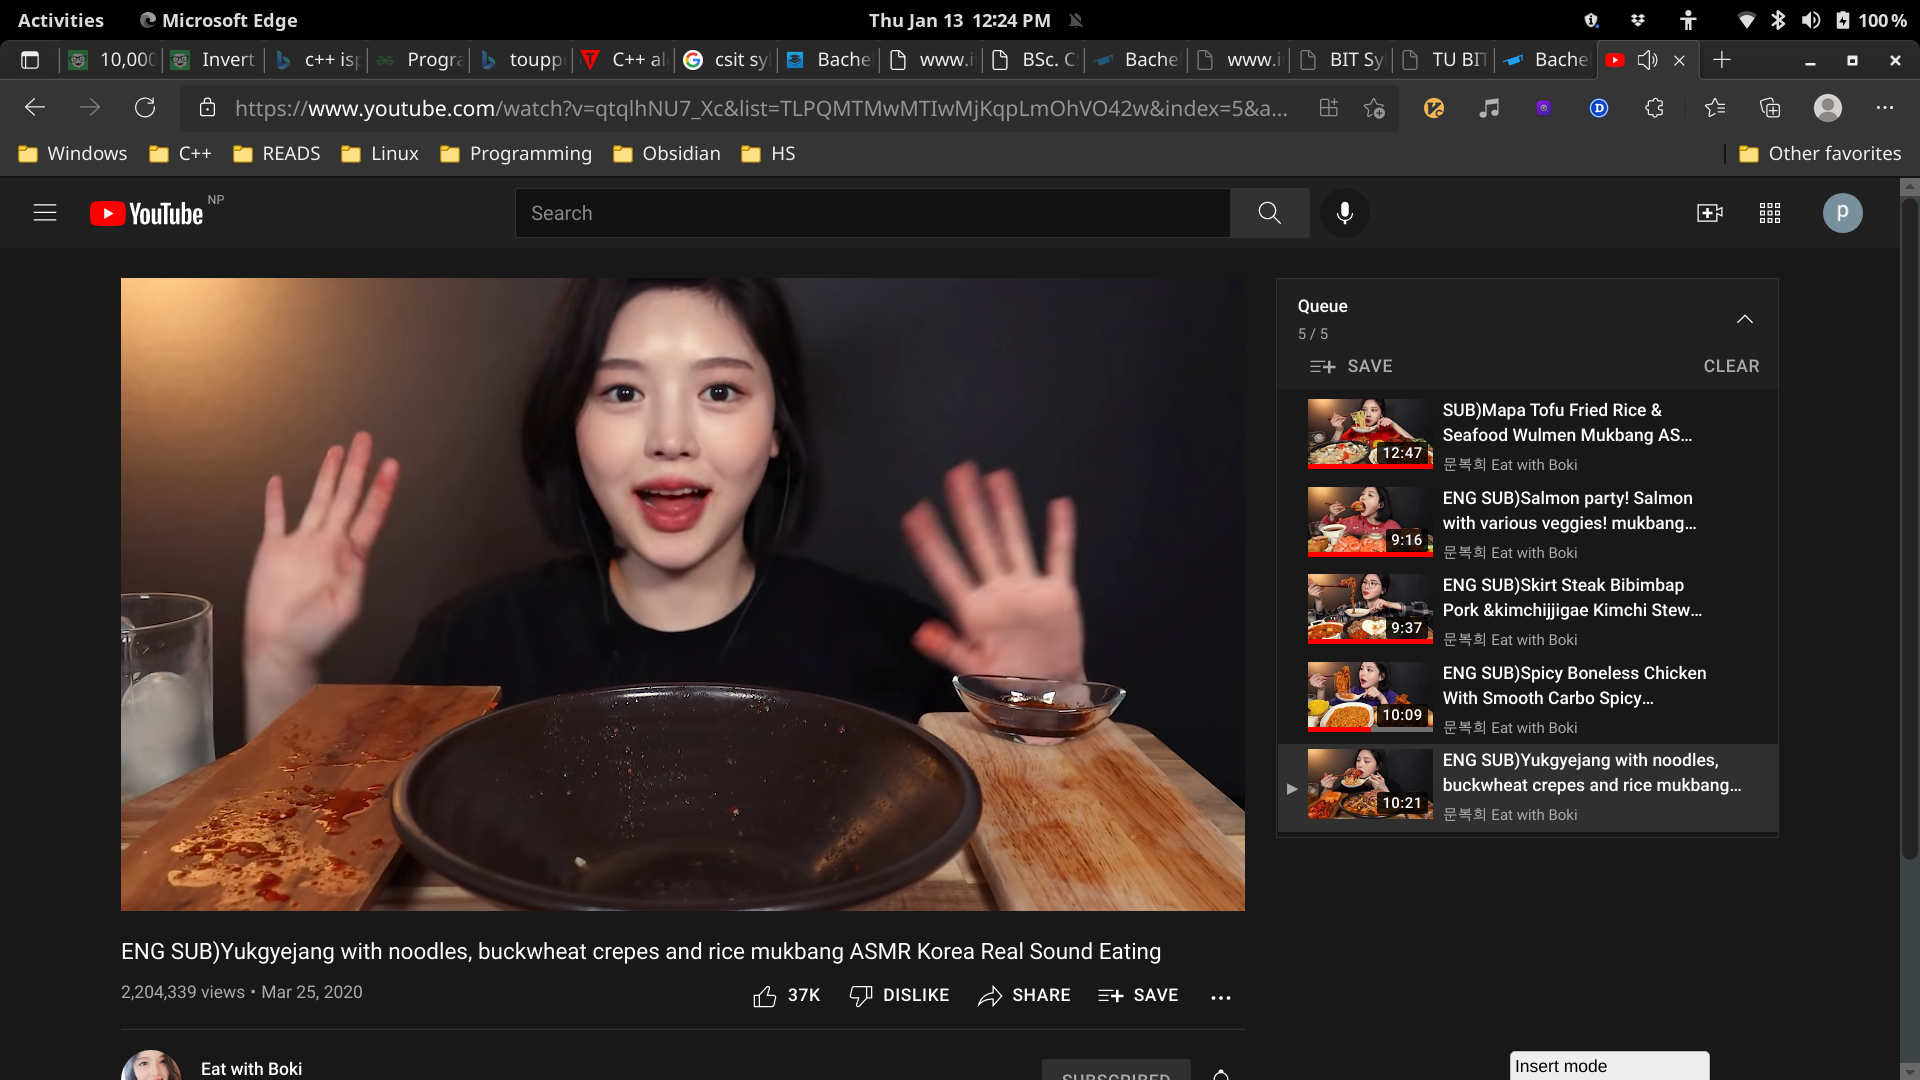 Activities
Microsoft Edge
Thu Jan 13 12:24 PM
100 %
10,000
Invert
c++ isp
Progra
toupp
C++ al
csit sy
Bache
www.i
BSc. C
Bache
www.i
BIT Sy
TU BIT
Bache
https://www.youtube.com/watch?v=qtqlhNU7_Xc&list=TLPQMTMwMTIwMjKqpLmOhVO42w&index=5&a...
Windows
C++
READS
Linux
Programming
Obsidian
HS
Other favorites
YouTube NP
Search
p
Queue
5 / 5
SAVE
CLEAR
12:47
SUB)Mapa Tofu Fried Rice &
Seafood Wulmen Mukbang AS...
문복희 Eat with Boki
9:16
ENG SUB)Salmon party! Salmon
with various veggies! mukbang...
문복희 Eat with Boki
9:37
ENG SUB)Skirt Steak Bibimbap
Pork &kimchijjigae Kimchi Stew...
문복희 Eat with Boki
10:09
ENG SUB)Spicy Boneless Chicken
With Smooth Carbo Spicy...
문복희 Eat with Boki
10:21
ENG SUB)Yukgyejang with noodles,
buckwheat crepes and rice mukbang...
문복희 Eat with Boki
ENG SUB)Yukgyejang with noodles, buckwheat crepes and rice mukbang ASMR Korea Real Sound Eating
2,204,339 views • Mar 25, 2020
37K
DISLIKE
SHARE
SAVE
Eat with Boki
SUBSCRIBED
Insert mode